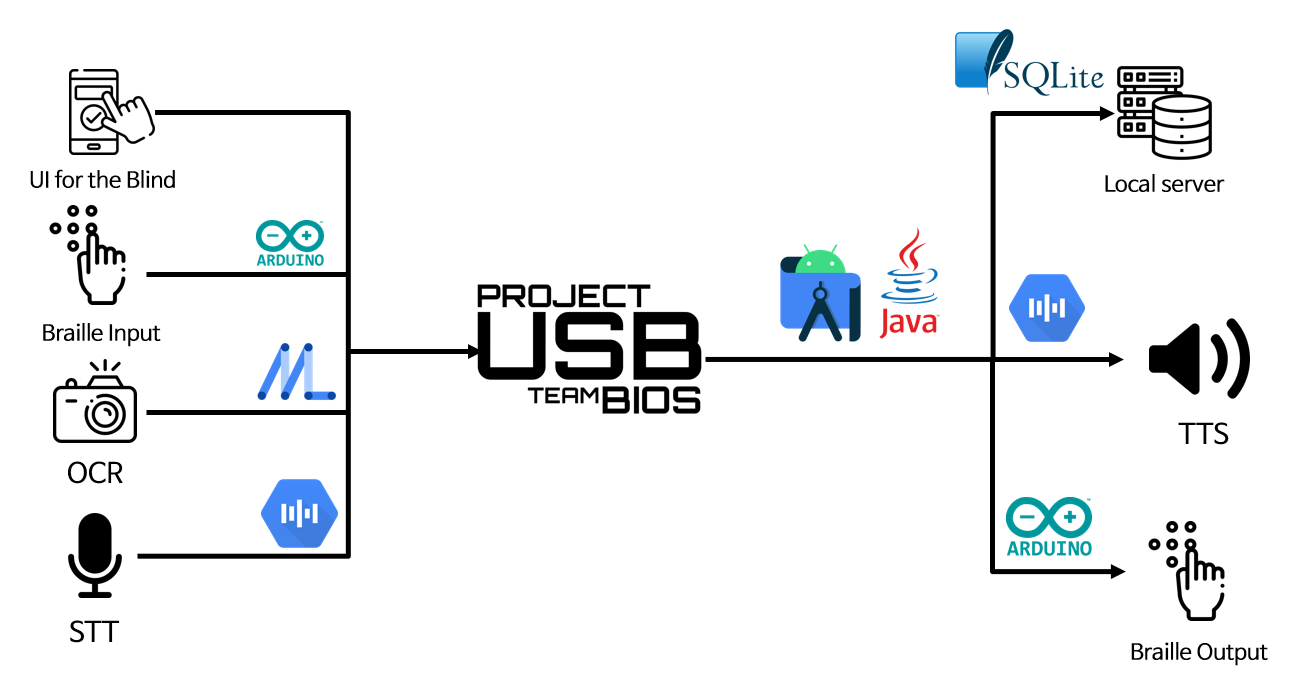 SQLite
UI for the Blind
Local server
ARDUINO
Braille Input
PROJECT
USB
TEAM BIOS
Java
ML
OCR
TTS
STT
ARDUINO
Braille Output